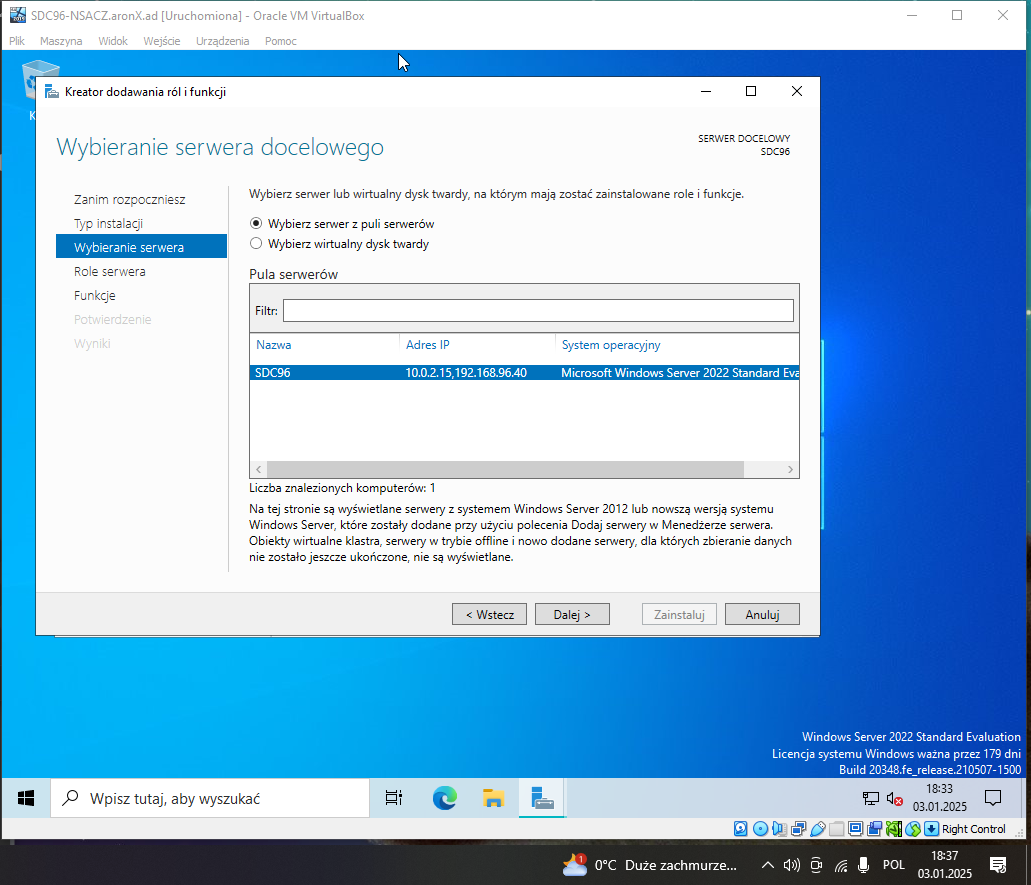 SDC96-NSACZ.aronX.ad [Uruchomiona] - Oracle VM VirtualBox
Plik Maszyna Widok Wejście Urządzenia Pomoc
Kreator dodawania ról i funkcji
Wybieranie serwera docelowego
SERWER DOCELOWY
SDC96
Zanim rozpoczniesz
Typ instalacji
Wybieranie serwera
Role serwera
Funkcje
Potwierdzenie
Wyniki
Wybierz serwer lub wirtualny dysk twardy, na którym mają zostać zainstalowane role i funkcje.
Wybierz serwer z puli serwerów
Wybierz wirtualny dysk twardy
Pula serwerów
Filtr:
Nazwa Adres IP System operacyjny
SDC96 10.0.2.15,192.168.96.40 Microsoft Windows Server 2022 Standard Eva
Liczba znalezionych komputerów: 1
Na tej stronie są wyświetlane serwery z systemem Windows Server 2012 lub nowszą wersją systemu
Windows Server, które zostały dodane przy użyciu polecenia Dodaj serwery w Menedżerze serwera.
Obiekty wirtualne klastra, serwery w trybie offline i nowo dodane serwery, dla których zbieranie danych
nie zostało jeszcze ukończone, nie są wyświetlane.
< Wstecz Dalej > Zainstaluj Anuluj
Windows Server 2022 Standard Evaluation
Licencja systemu Windows ważna przez 179 dni
Build 20348.fe_release.210507-1500
Wpisz tutaj, aby wyszukać
18:33
03.01.2025
Right Control
1
0°C Duże zachmurze...
POL
18:37
03.01.2025